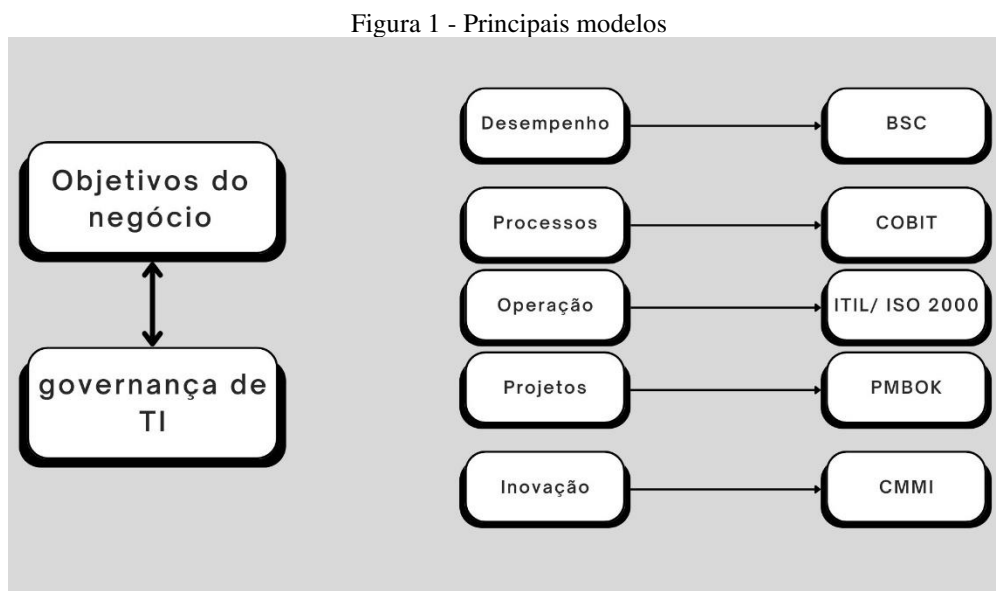 Figura 1 - Principais modelos
Objetivos do
negócio
governança de
TI
Desempenho
BSC
Processos
COBIT
Operação
ITIL/ ISO 2000
Projetos
PMBOK
Inovação
CMMI